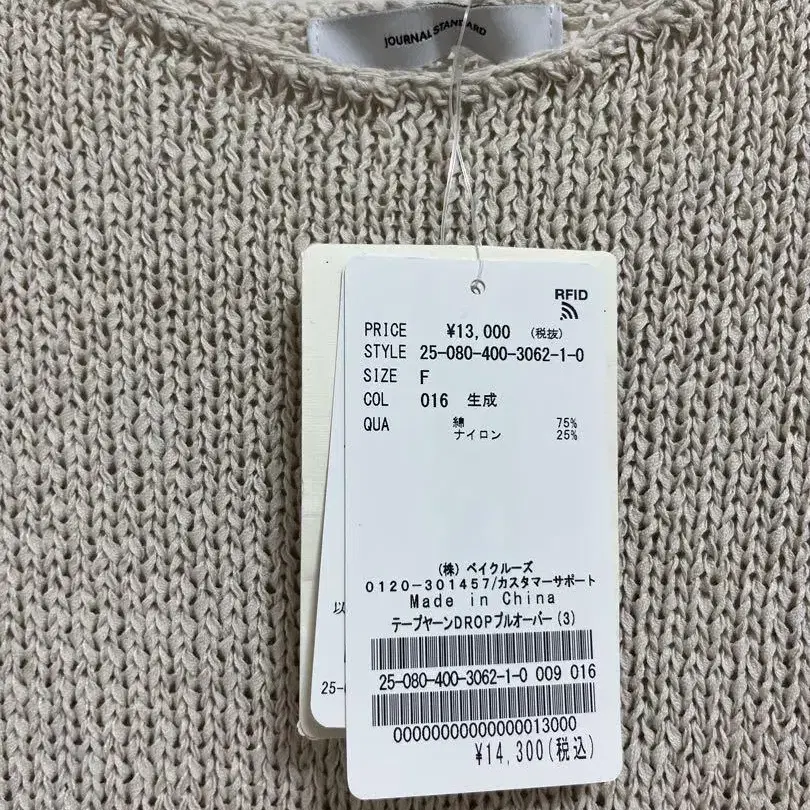 JOURNAL STANDARD
RFID
PRICE ¥13,000 (税抜)
STYLE 25-080-400-3062-1-0
SIZE F
COL 016 生成
QUA 綿 75%
ナイロン 25%
(株) ベイクルーズ
0120-301457/カスタマーサポート
Made in China
テープヤーンDROPプルオーバー(3)
25-080-400-3062-1-0 009 016
00000000000000013000
¥14,300(税込)
以
25-